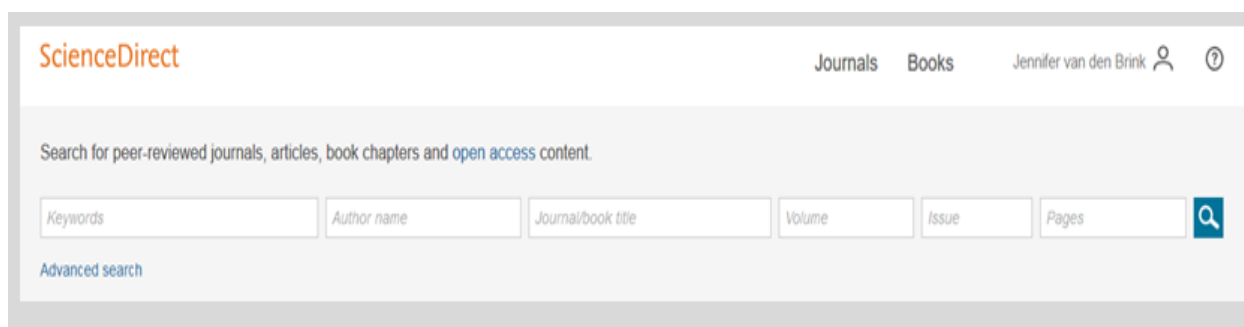 ScienceDirect
Journals Books Jennifer van den Brink ?
Search for peer-reviewed journals, articles, book chapters and open access content.
Keywords Author name Journal/book title Volume Issue Pages
Advanced search